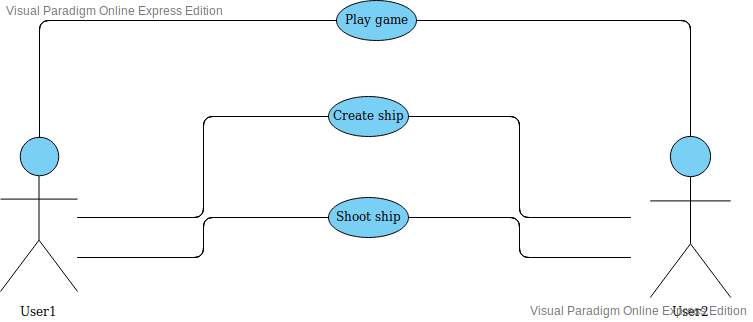 Visual Paradigm Online Express Edition
Play game
Create ship
Shoot ship
User1
User2
Visual Paradigm Online Express Edition